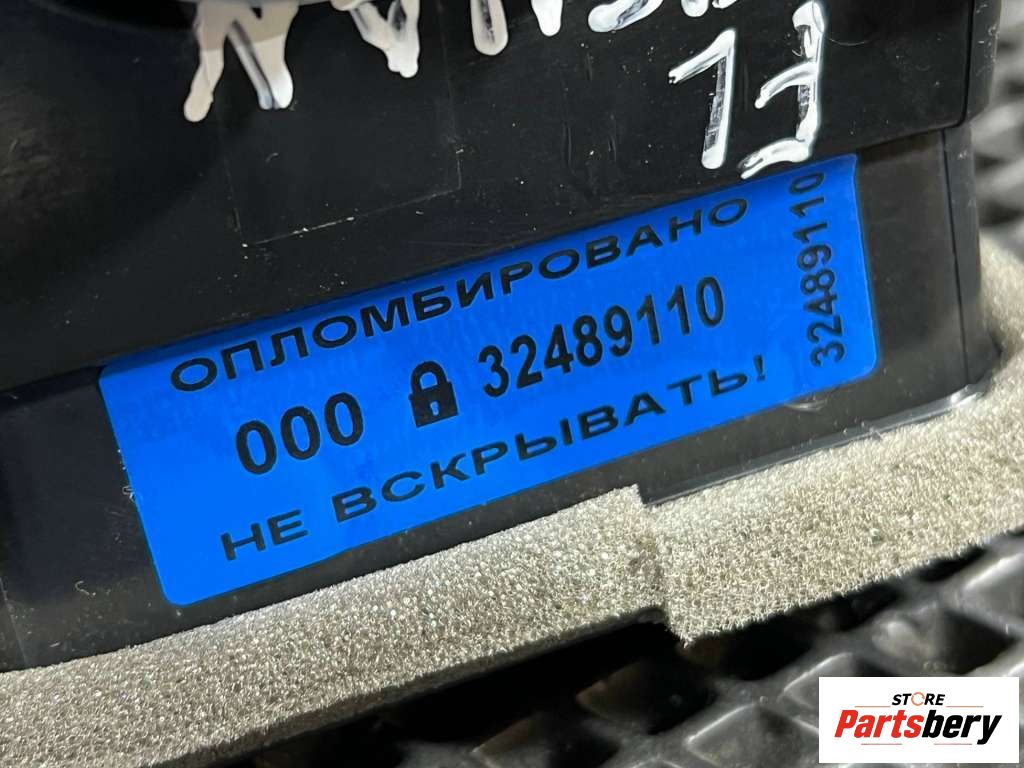 ОПЛОМБИРОВАНО
000 32489110
НЕ ВСКРЫВАТЬ!
32489110
STORE
Partsbery